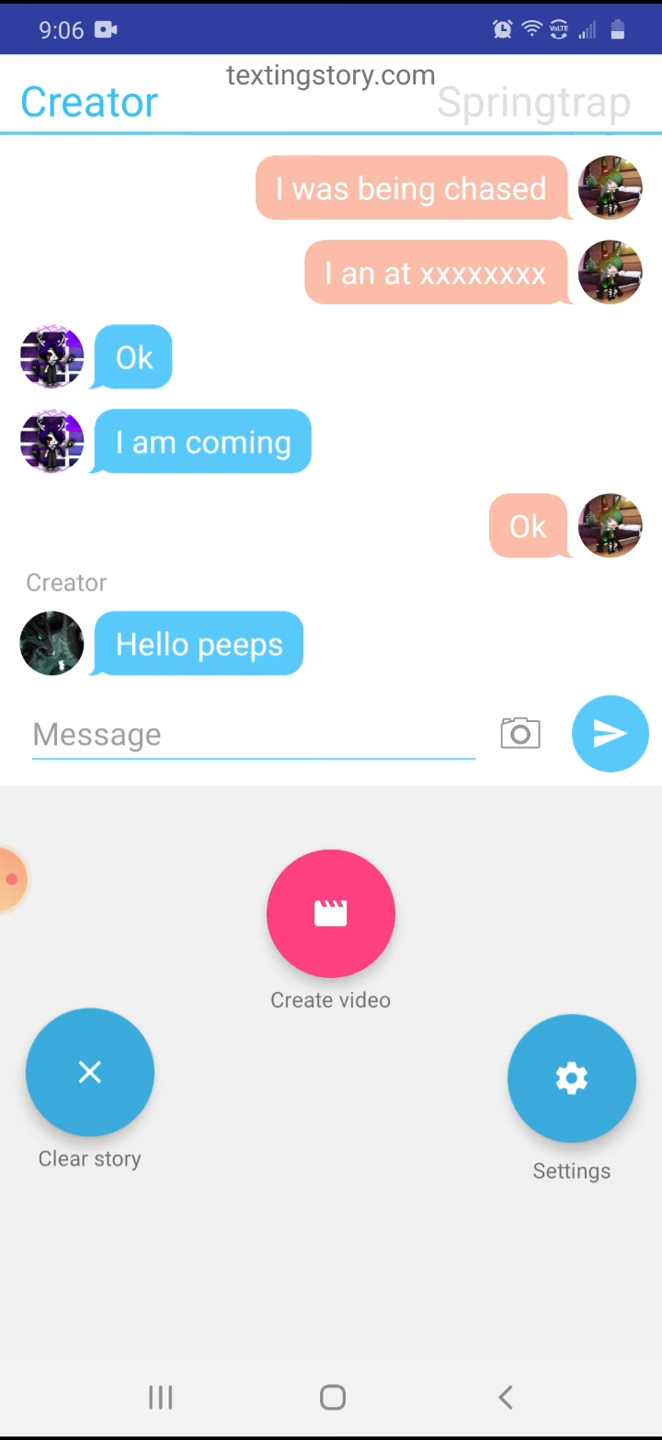 9:06
VoLTE
textingstory.com
Creator
Springtrap
I was being chased
I an at xxxxxxxx
Ok
I am coming
Ok
Creator
Hello peeps
Message
Create video
Clear story
Settings